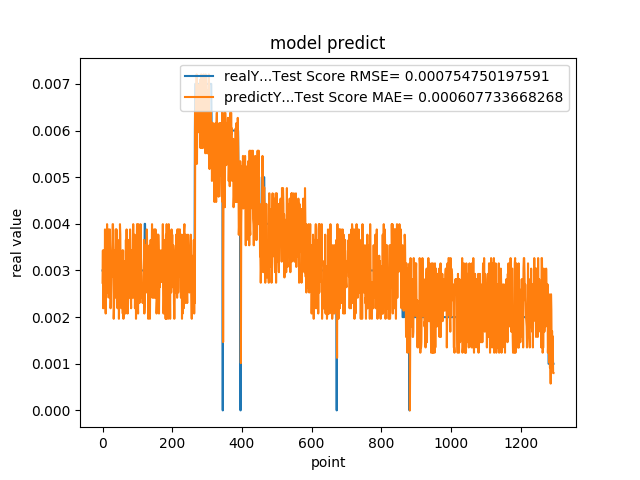 model predict
realY...Test Score RMSE= 0.000754750197591
predictY...Test Score MAE= 0.000607733668268
real value
0.007
0.006
0.005
0.004
0.003
0.002
0.001
0.000
0 200 400 600 800 1000 1200
point